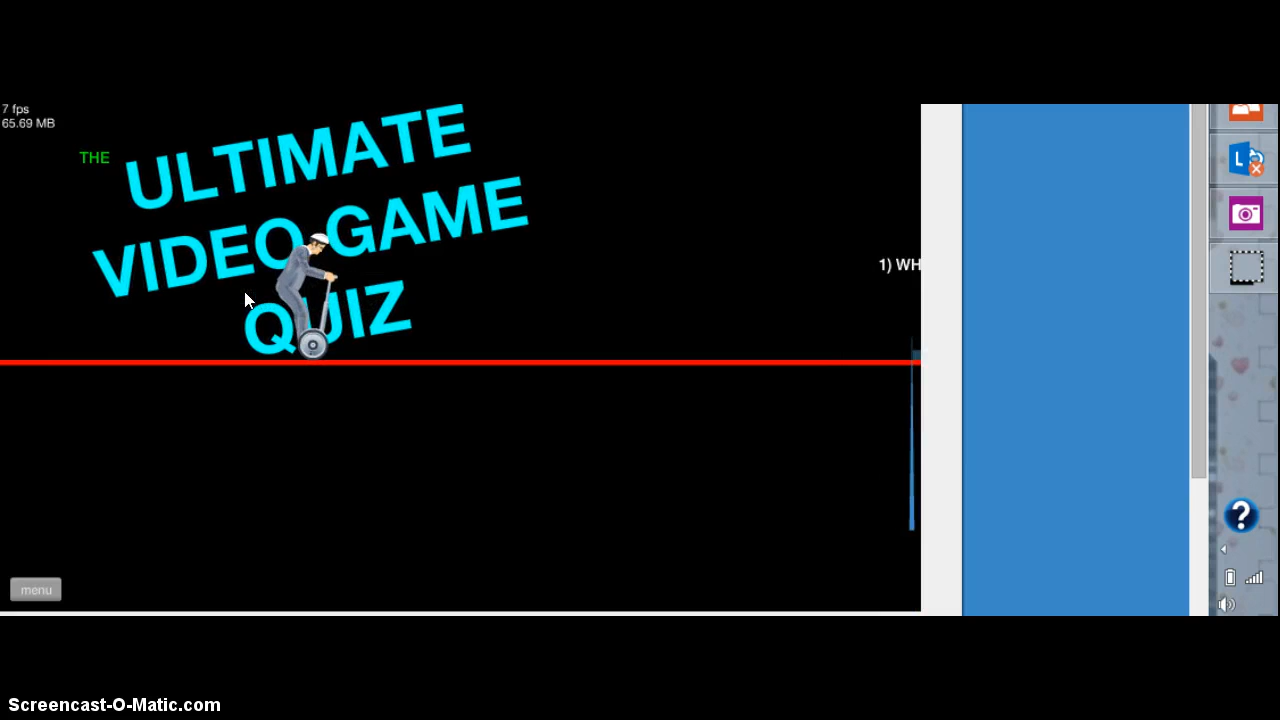 7 fps
65.69 MB
THE
ULTIMATE
VIDEO GAME
QUIZ
1) WH
menu
L
?
Screencast-O-Matic.com